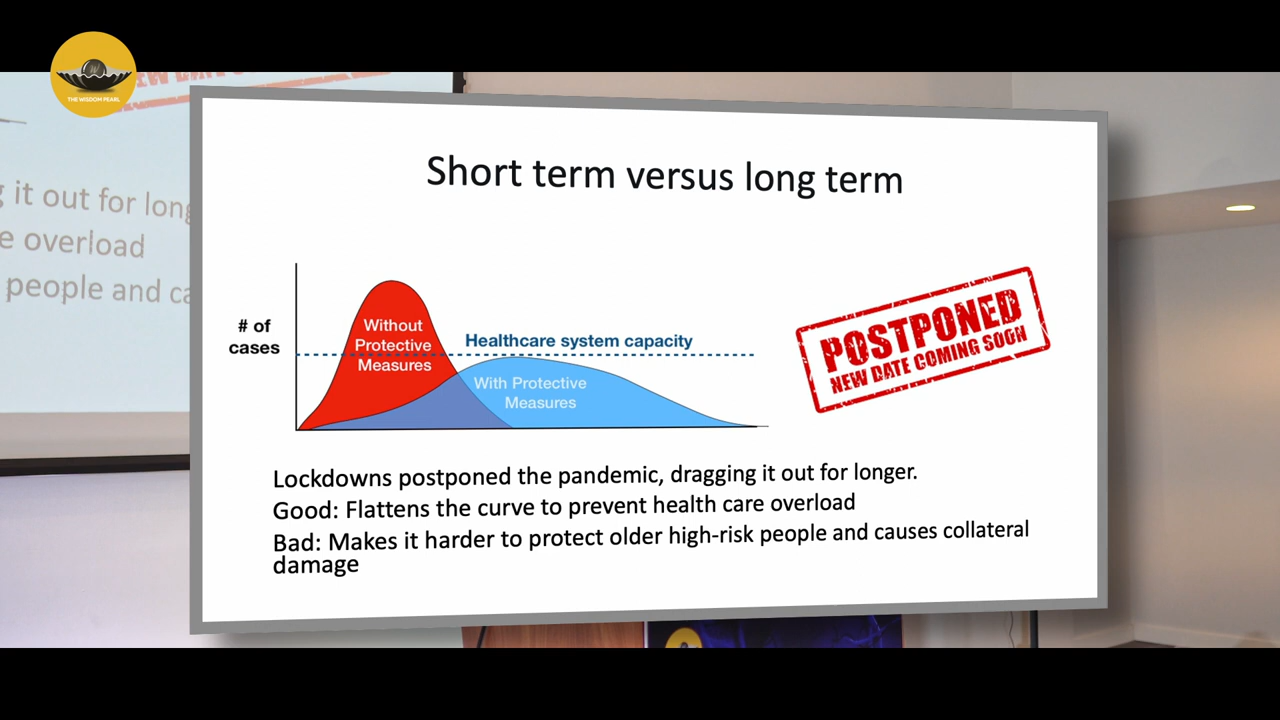 THE WISDOM PEARL
it out for long
overload
people and
Short term versus long term
# of
cases
Without
Protective
Measures
Healthcare system capacity
With Protective
Measures
POSTPONED
NEW DATE COMING SOON
Lockdowns postponed the pandemic, dragging it out for longer.
Good: Flattens the curve to prevent health care overload
Bad: Makes it harder to protect older high-risk people and causes collateral
damage